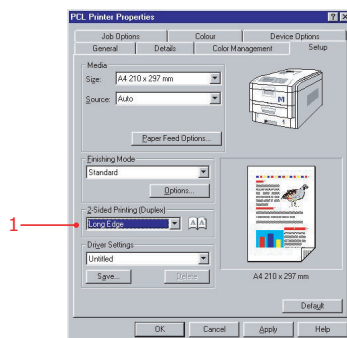 PCL Printer Properties
Job Options Colour Device Options
General Details Color Management Setup
Media
Size: A4 210 x 297 mm
Source: Auto
Paper Feed Options...
Finishing Mode
Standard
Options...
2-Sided Printing (Duplex)
1
Long Edge
Driver Settings
Untitled
Save... Delete
A4 210 x 297 mm
Default
OK Cancel Apply Help